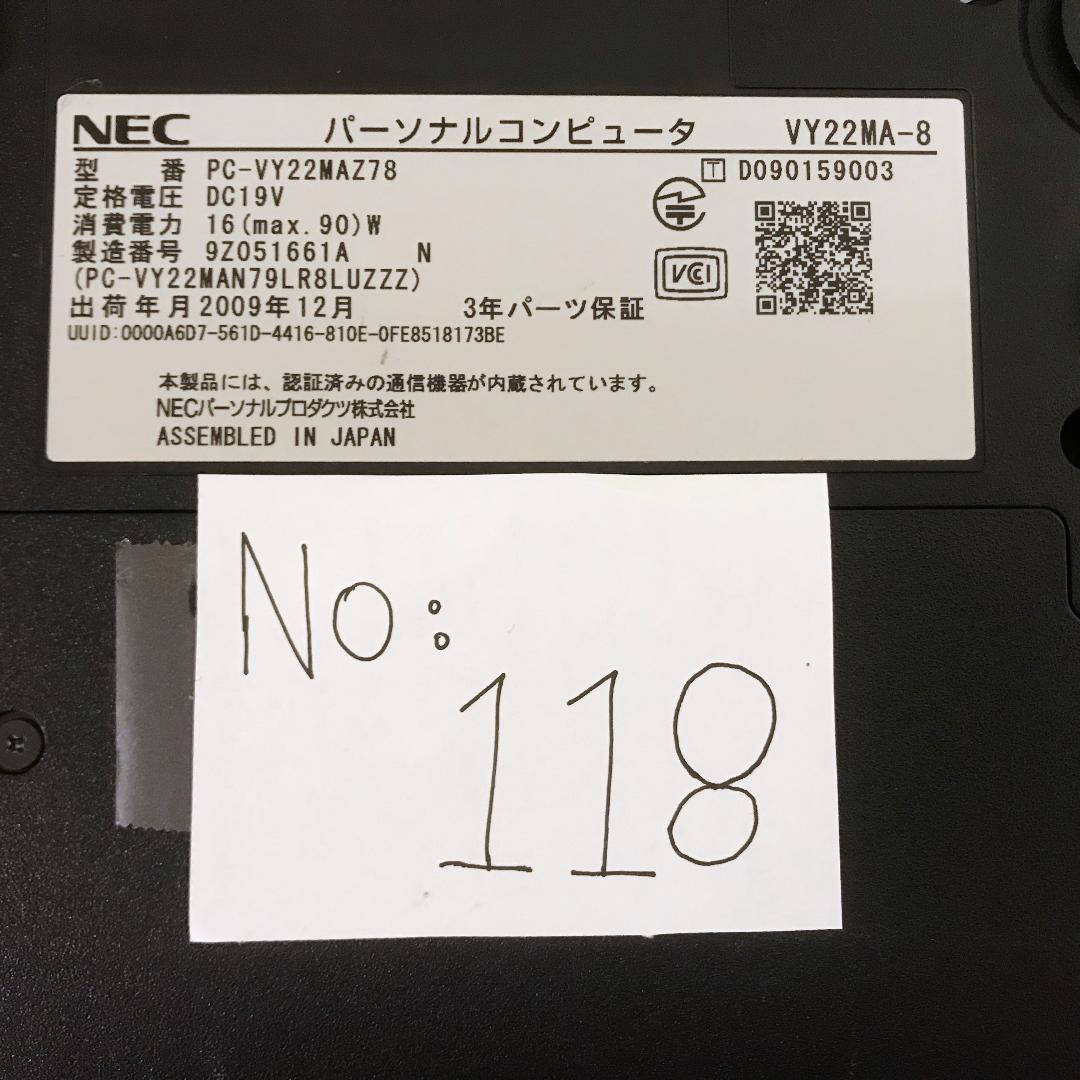 NEC パーソナルコンピュータ VY22MA-8
型番 PC-VY22MAZ78 T D090159003
定格電圧 DC19V
消費電力 16(max.90)W
製造番号 9Z051661A N
VCCI
(PC-VY22MAN79LR8LUZZZ)
出荷年月 2009年12月 3年パーツ保証
UUID:0000A6D7-561D-4416-810E-0FE8518173BE
本製品には、認証済みの通信機器が内蔵されています。
NECパーソナルプロダクツ株式会社
ASSEMBLED IN JAPAN
No:
118